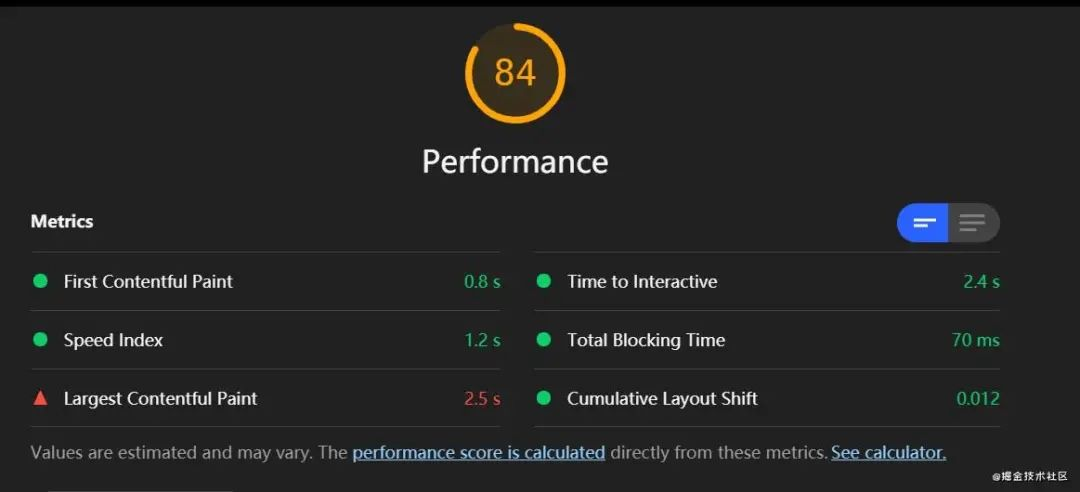 84
Performance
Metrics
First Contentful Paint 0.8 s
Time to Interactive 2.4 s
Speed Index 1.2 s
Total Blocking Time 70 ms
Largest Contentful Paint 2.5 s
Cumulative Layout Shift 0.012
Values are estimated and may vary. The performance score is calculated directly from these metrics. See calculator.
@掘金技术社区